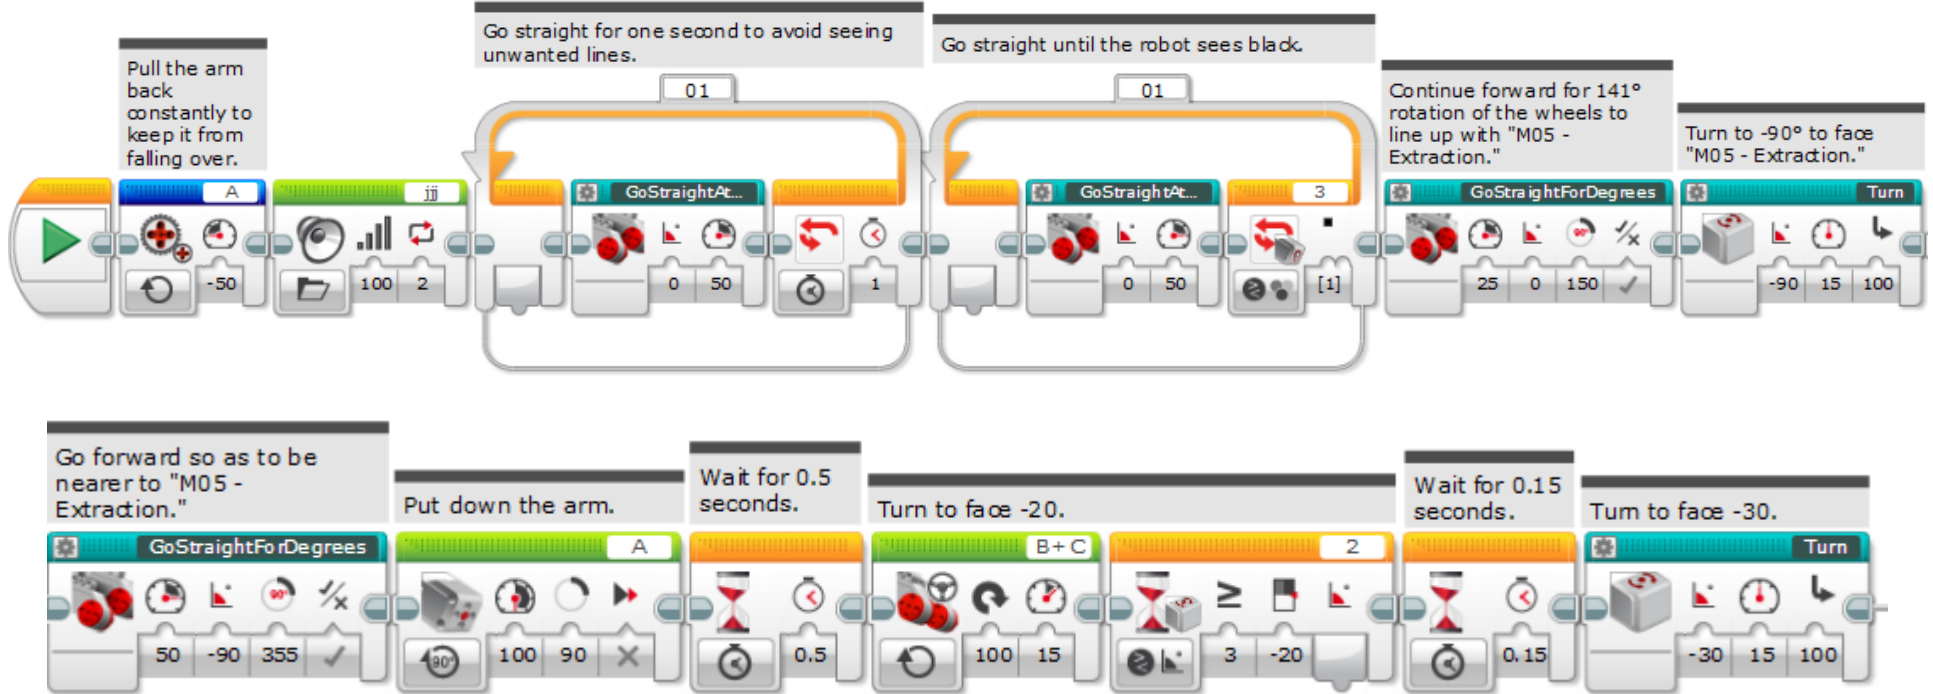 Pull the arm
back
constantly to
keep it from
falling over.
Go straight for one second to avoid seeing
unwanted lines.
Go straight until the robot sees black.
Continue forward for 141°
rotation of the wheels to
line up with "M05 -
Extraction."
Turn to -90° to face
"M05 - Extraction."
01
01
A
jjj
GoStraightAt...
GoStraightAt...
3
GoStraightForDegrees
Turn
-50
100 2
0 50
1
0 50
[1]
25 0 90° 150
-90 15 100
Go forward so as to be
nearer to "M05 -
Extraction."
Put down the arm.
Wait for 0.5
seconds.
Turn to face -20.
Wait for 0.15
seconds.
Turn to face -30.
GoStraightForDegrees
A
B+C
2
Turn
50 -90 90° 355
90° 100 90
0.5
100 15
≥ 3 -20
0.15
-30 15 100